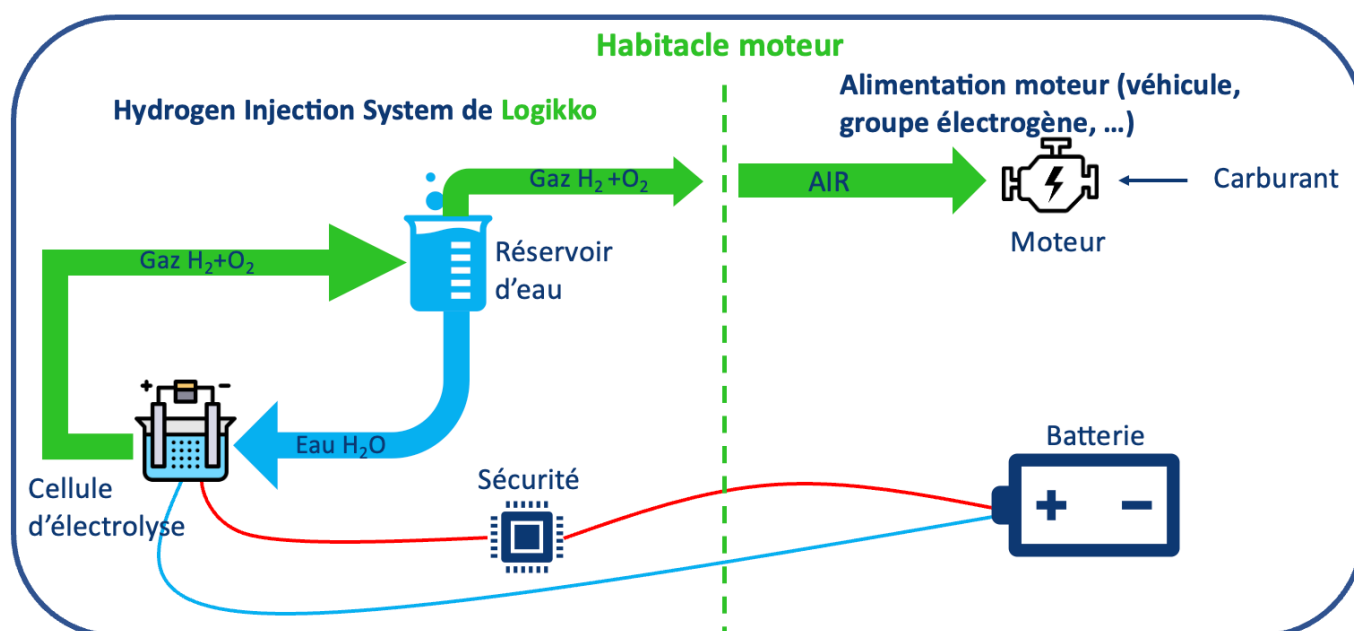 Habitacle moteur
Hydrogen Injection System de Logikko
Alimentation moteur (véhicule,
groupe électrogène, ...)
Gaz H₂ +O₂
AIR
Carburant
Moteur
Réservoir
d'eau
Gaz H₂+O₂
+ −
Eau H₂O
Cellule
d'électrolyse
Sécurité
Batterie
+ −